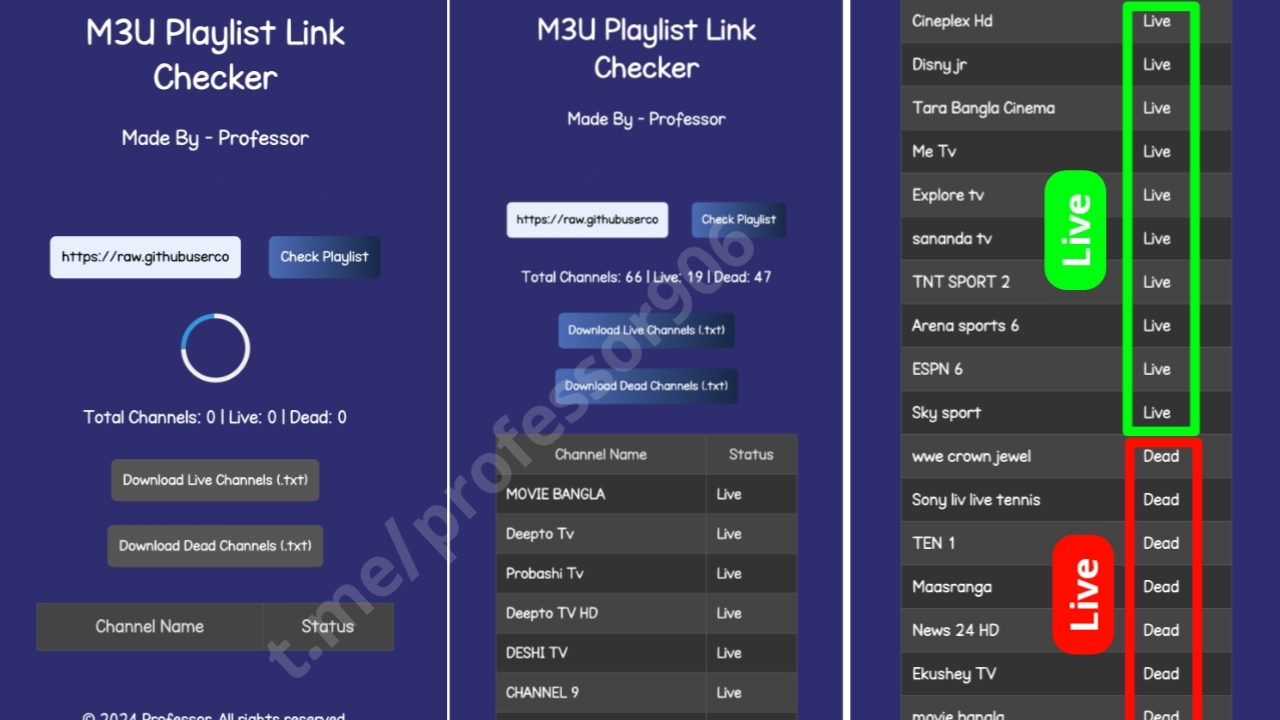 M3U Playlist Link
Checker
Made By - Professor
https://raw.githubuserco
Check Playlist
Total Channels: 0 | Live: 0 | Dead: 0
Download Live Channels (.txt)
Download Dead Channels (.txt)
Channel Name Status
© 2024 Professor. All rights reserved
M3U Playlist Link
Checker
Made By - Professor
https://raw.githubuserco
Check Playlist
Total Channels: 66 | Live: 19 | Dead: 47
Download Live Channels (.txt)
Download Dead Channels (.txt)
Channel Name Status
MOVIE BANGLA Live
Deepto Tv Live
Probashi Tv Live
Deepto TV HD Live
DESHI TV Live
CHANNEL 9 Live
t.me/professor906
Cineplex Hd Live
Disny jr Live
Tara Bangla Cinema Live
Me Tv Live
Explore tv Live
sananda tv Live
TNT SPORT 2 Live
Arena sports 6 Live
ESPN 6 Live
Sky sport Live
Live
wwe crown jewel Dead
Sony liv live tennis Dead
TEN 1 Dead
Maasranga Dead
News 24 HD Dead
Ekushey TV Dead
movie bangla Dead
Live